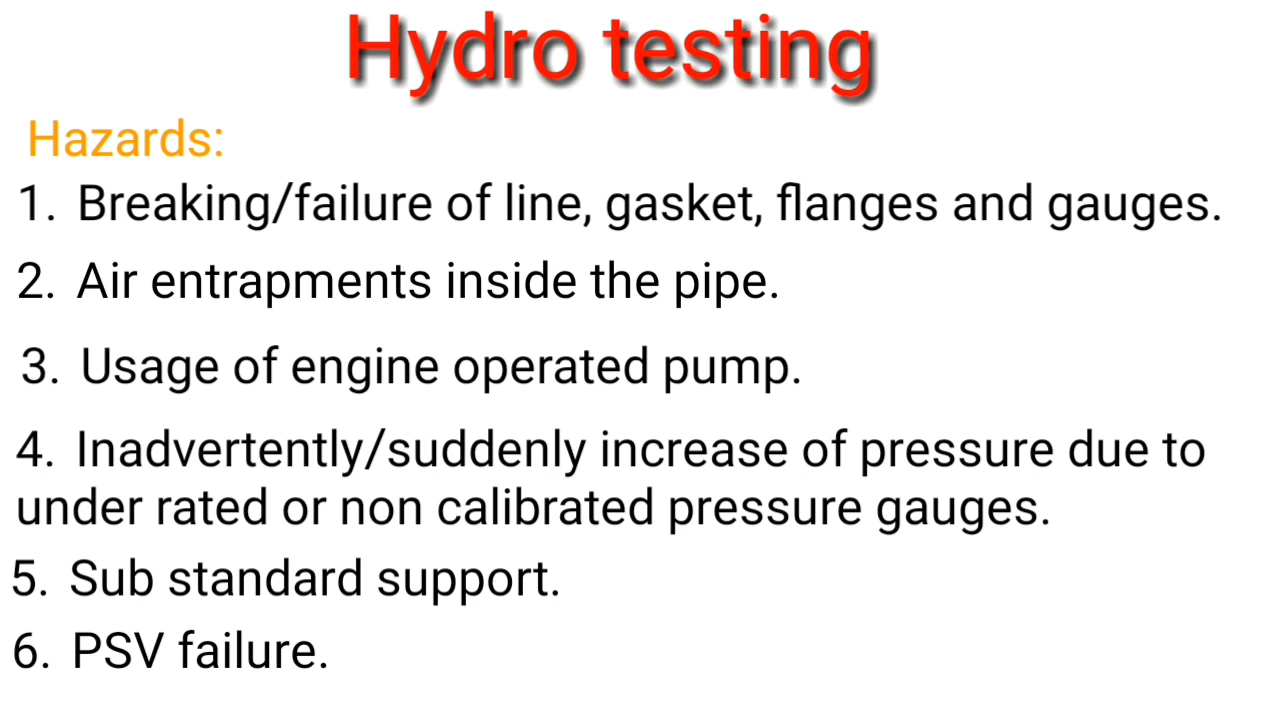 Hydro testing
Hazards:
1. Breaking/failure of line, gasket, flanges and gauges.
2. Air entrapments inside the pipe.
3. Usage of engine operated pump.
4. Inadvertently/suddenly increase of pressure due to
under rated or non calibrated pressure gauges.
5. Sub standard support.
6. PSV failure.